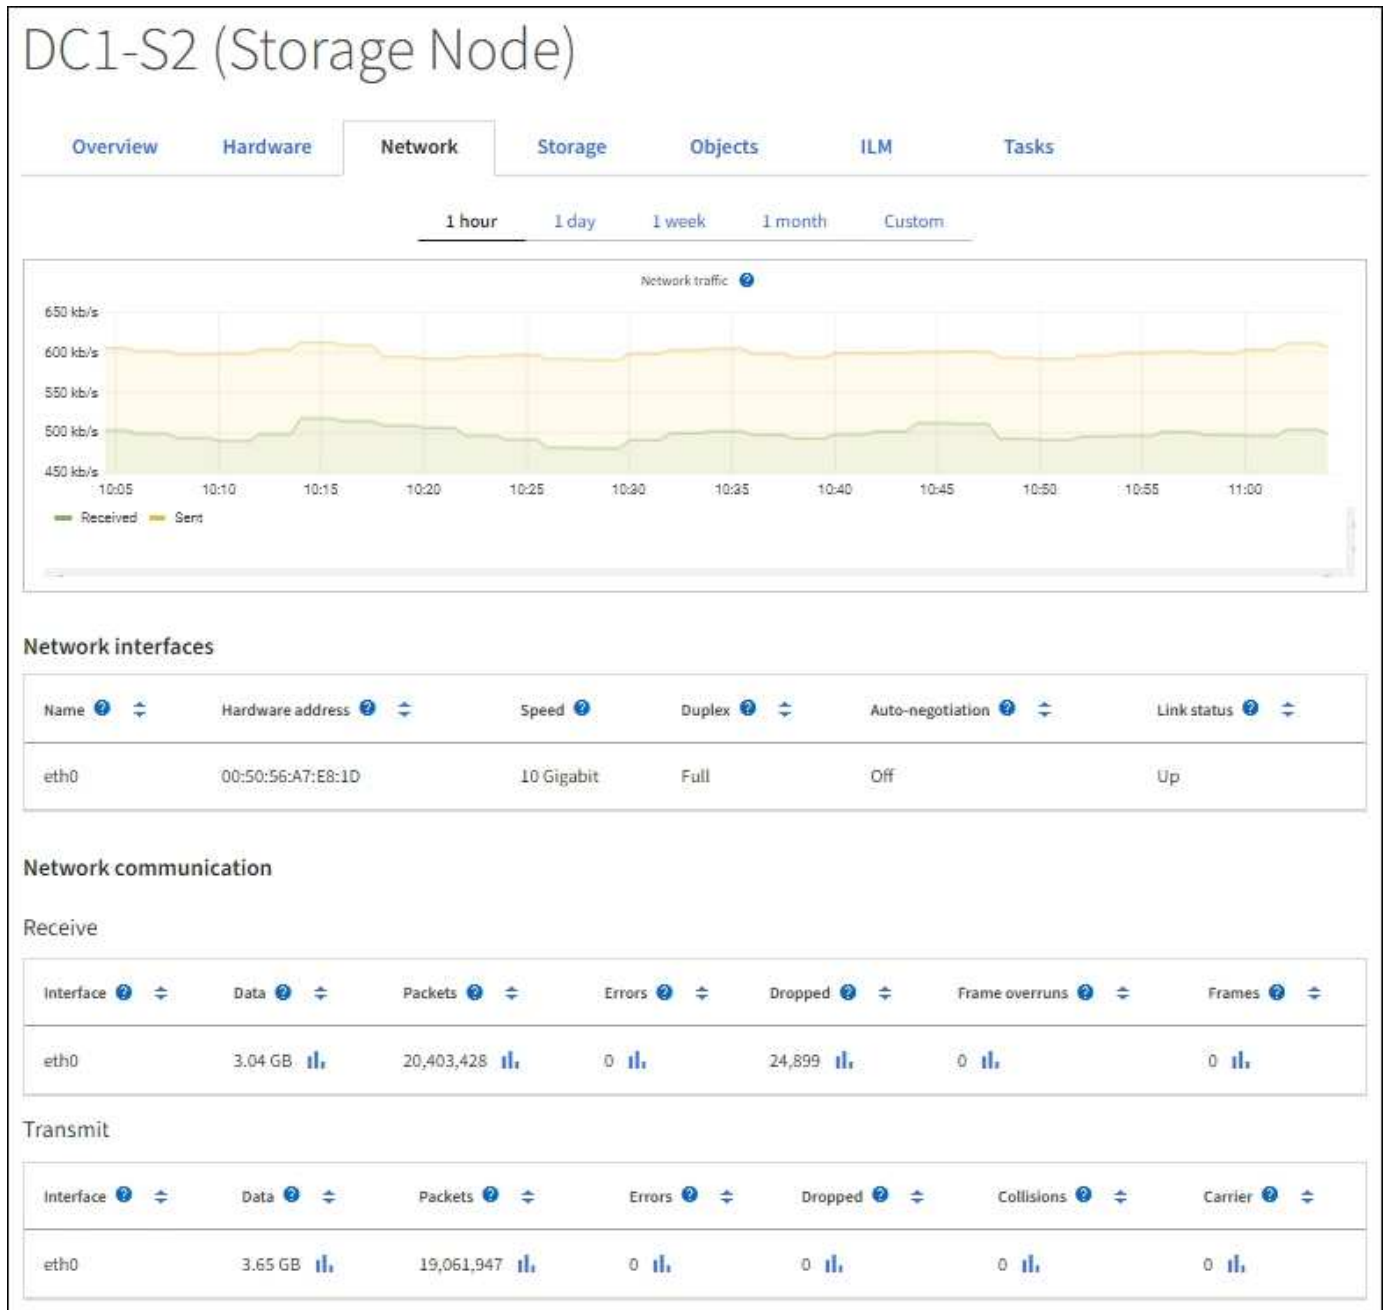 DC1-S2 (Storage Node)
Overview Hardware Network Storage Objects ILM Tasks
1 hour 1 day 1 week 1 month Custom
Network traffic
650 kb/s
600 kb/s
550 kb/s
500 kb/s
450 kb/s
10:05 10:10 10:15 10:20 10:25 10:30 10:35 10:40 10:45 10:50 10:55 11:00
Received Sent
Network interfaces
Name Hardware address Speed Duplex Auto-negotiation Link status
eth0 00:50:56:A7:E8:1D 10 Gigabit Full Off Up
Network communication
Receive
Interface Data Packets Errors Dropped Frame overruns Frames
eth0 3.04 GB 20,403,428 0 24,899 0 0
Transmit
Interface Data Packets Errors Dropped Collisions Carrier
eth0 3.65 GB 19,061,947 0 0 0 0